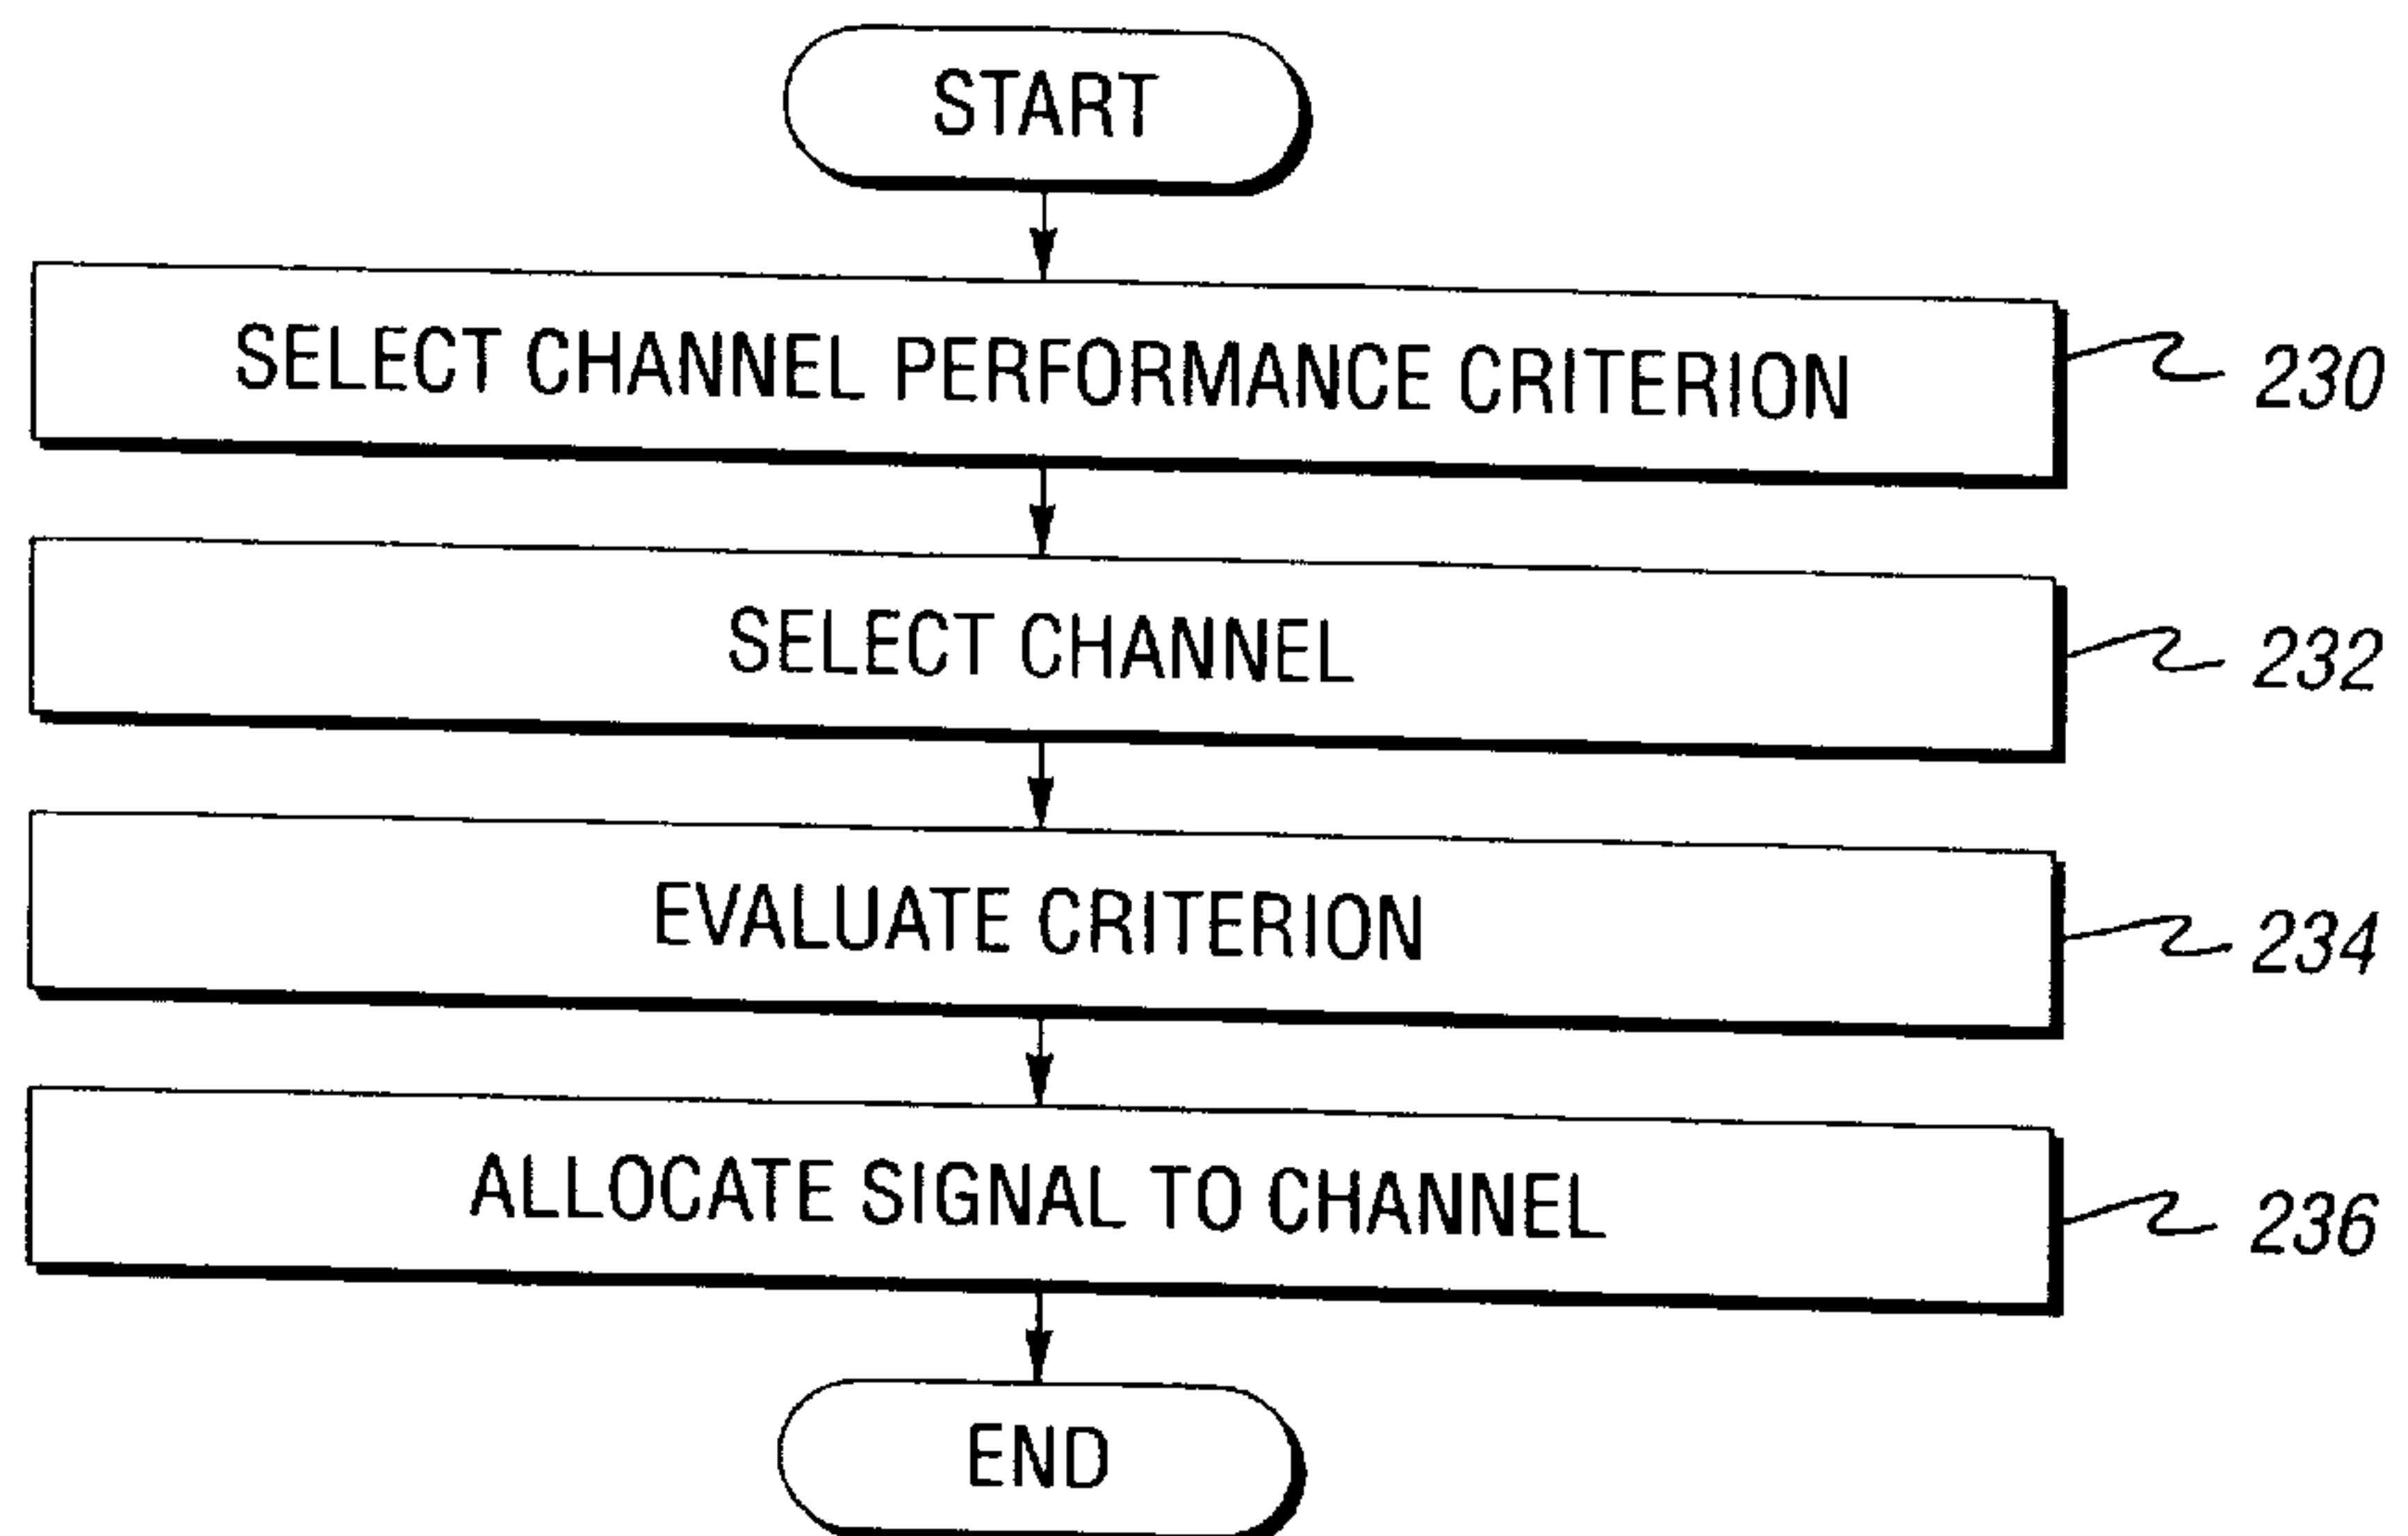 START
SELECT CHANNEL PERFORMANCE CRITERION
230
SELECT CHANNEL
232
EVALUATE CRITERION
234
ALLOCATE SIGNAL TO CHANNEL
236
END